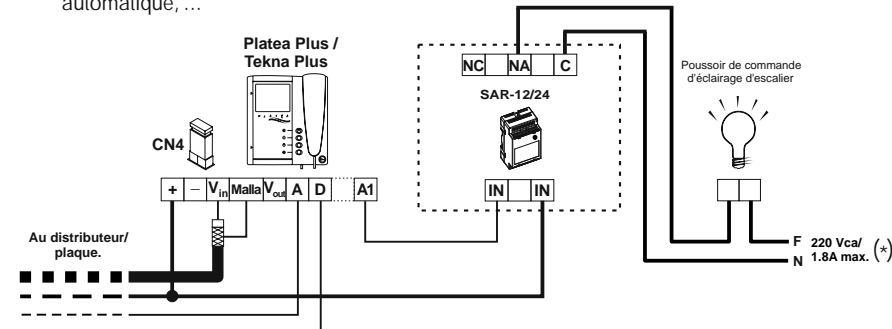 automatique, ...
Platea Plus /
Tekna Plus
CN4
NC NA C
SAR-12/24
Poussoir de commande
d'éclairage d'escalier
+ − Vin Malla Vout A D A1
IN IN
Au distributeur/
plaque.
F 220 Vca/
N 1.8A max. (*)